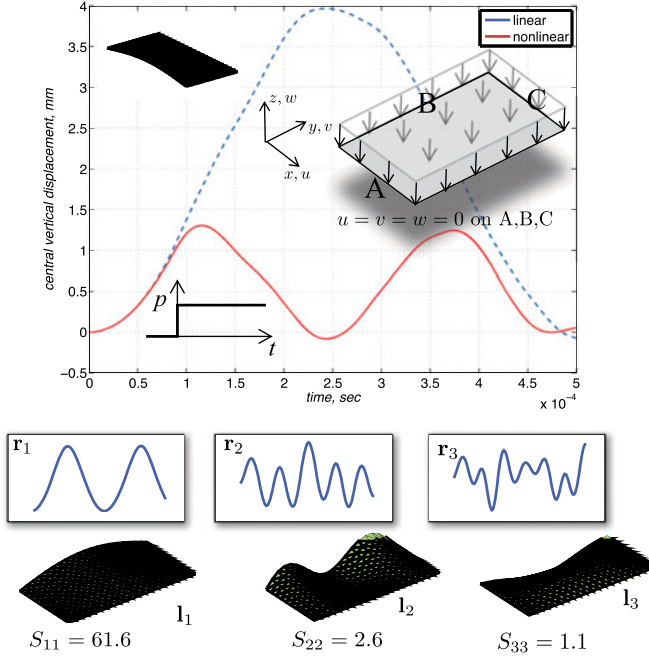 4
3.5
3
2.5
2
1.5
1
0.5
0
−0.5
central vertical displacement, mm
linear
nonlinear
z, w
y, v
x, u
B
C
A
u = v = w = 0 on A,B,C
p
t
0 0.5 1 1.5 2 2.5 3 3.5 4 4.5 5
time, sec
x 10⁻⁴
r₁
r₂
r₃
l₁
l₂
l₃
S₁₁ = 61.6
S₂₂ = 2.6
S₃₃ = 1.1